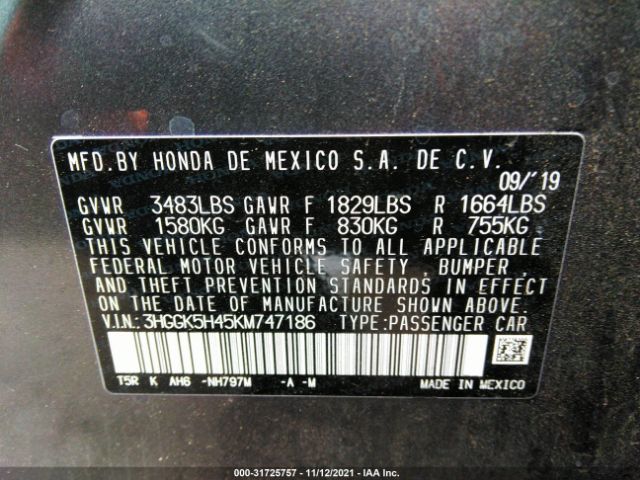 MFD.BY HONDA DE MEXICO S.A. DE C.V.
09/'19
GVWR 3483LBS GAWR F 1829LBS R 1664LBS
GVWR 1580KG GAWR F 830KG R 755KG
THIS VEHICLE CONFORMS TO ALL APPLICABLE
FEDERAL MOTOR VEHICLE SAFETY , BUMPER ,
AND THEFT PREVENTION STANDARDS IN EFFECT
ON THE DATE OF MANUFACTURE SHOWN ABOVE.
V.I.N.:3HGGK5H45KM747186 TYPE:PASSENGER CAR
T5R K AH6 -NH797M -A -M MADE IN MEXICO
000-31725757 - 11/12/2021 - IAA Inc.